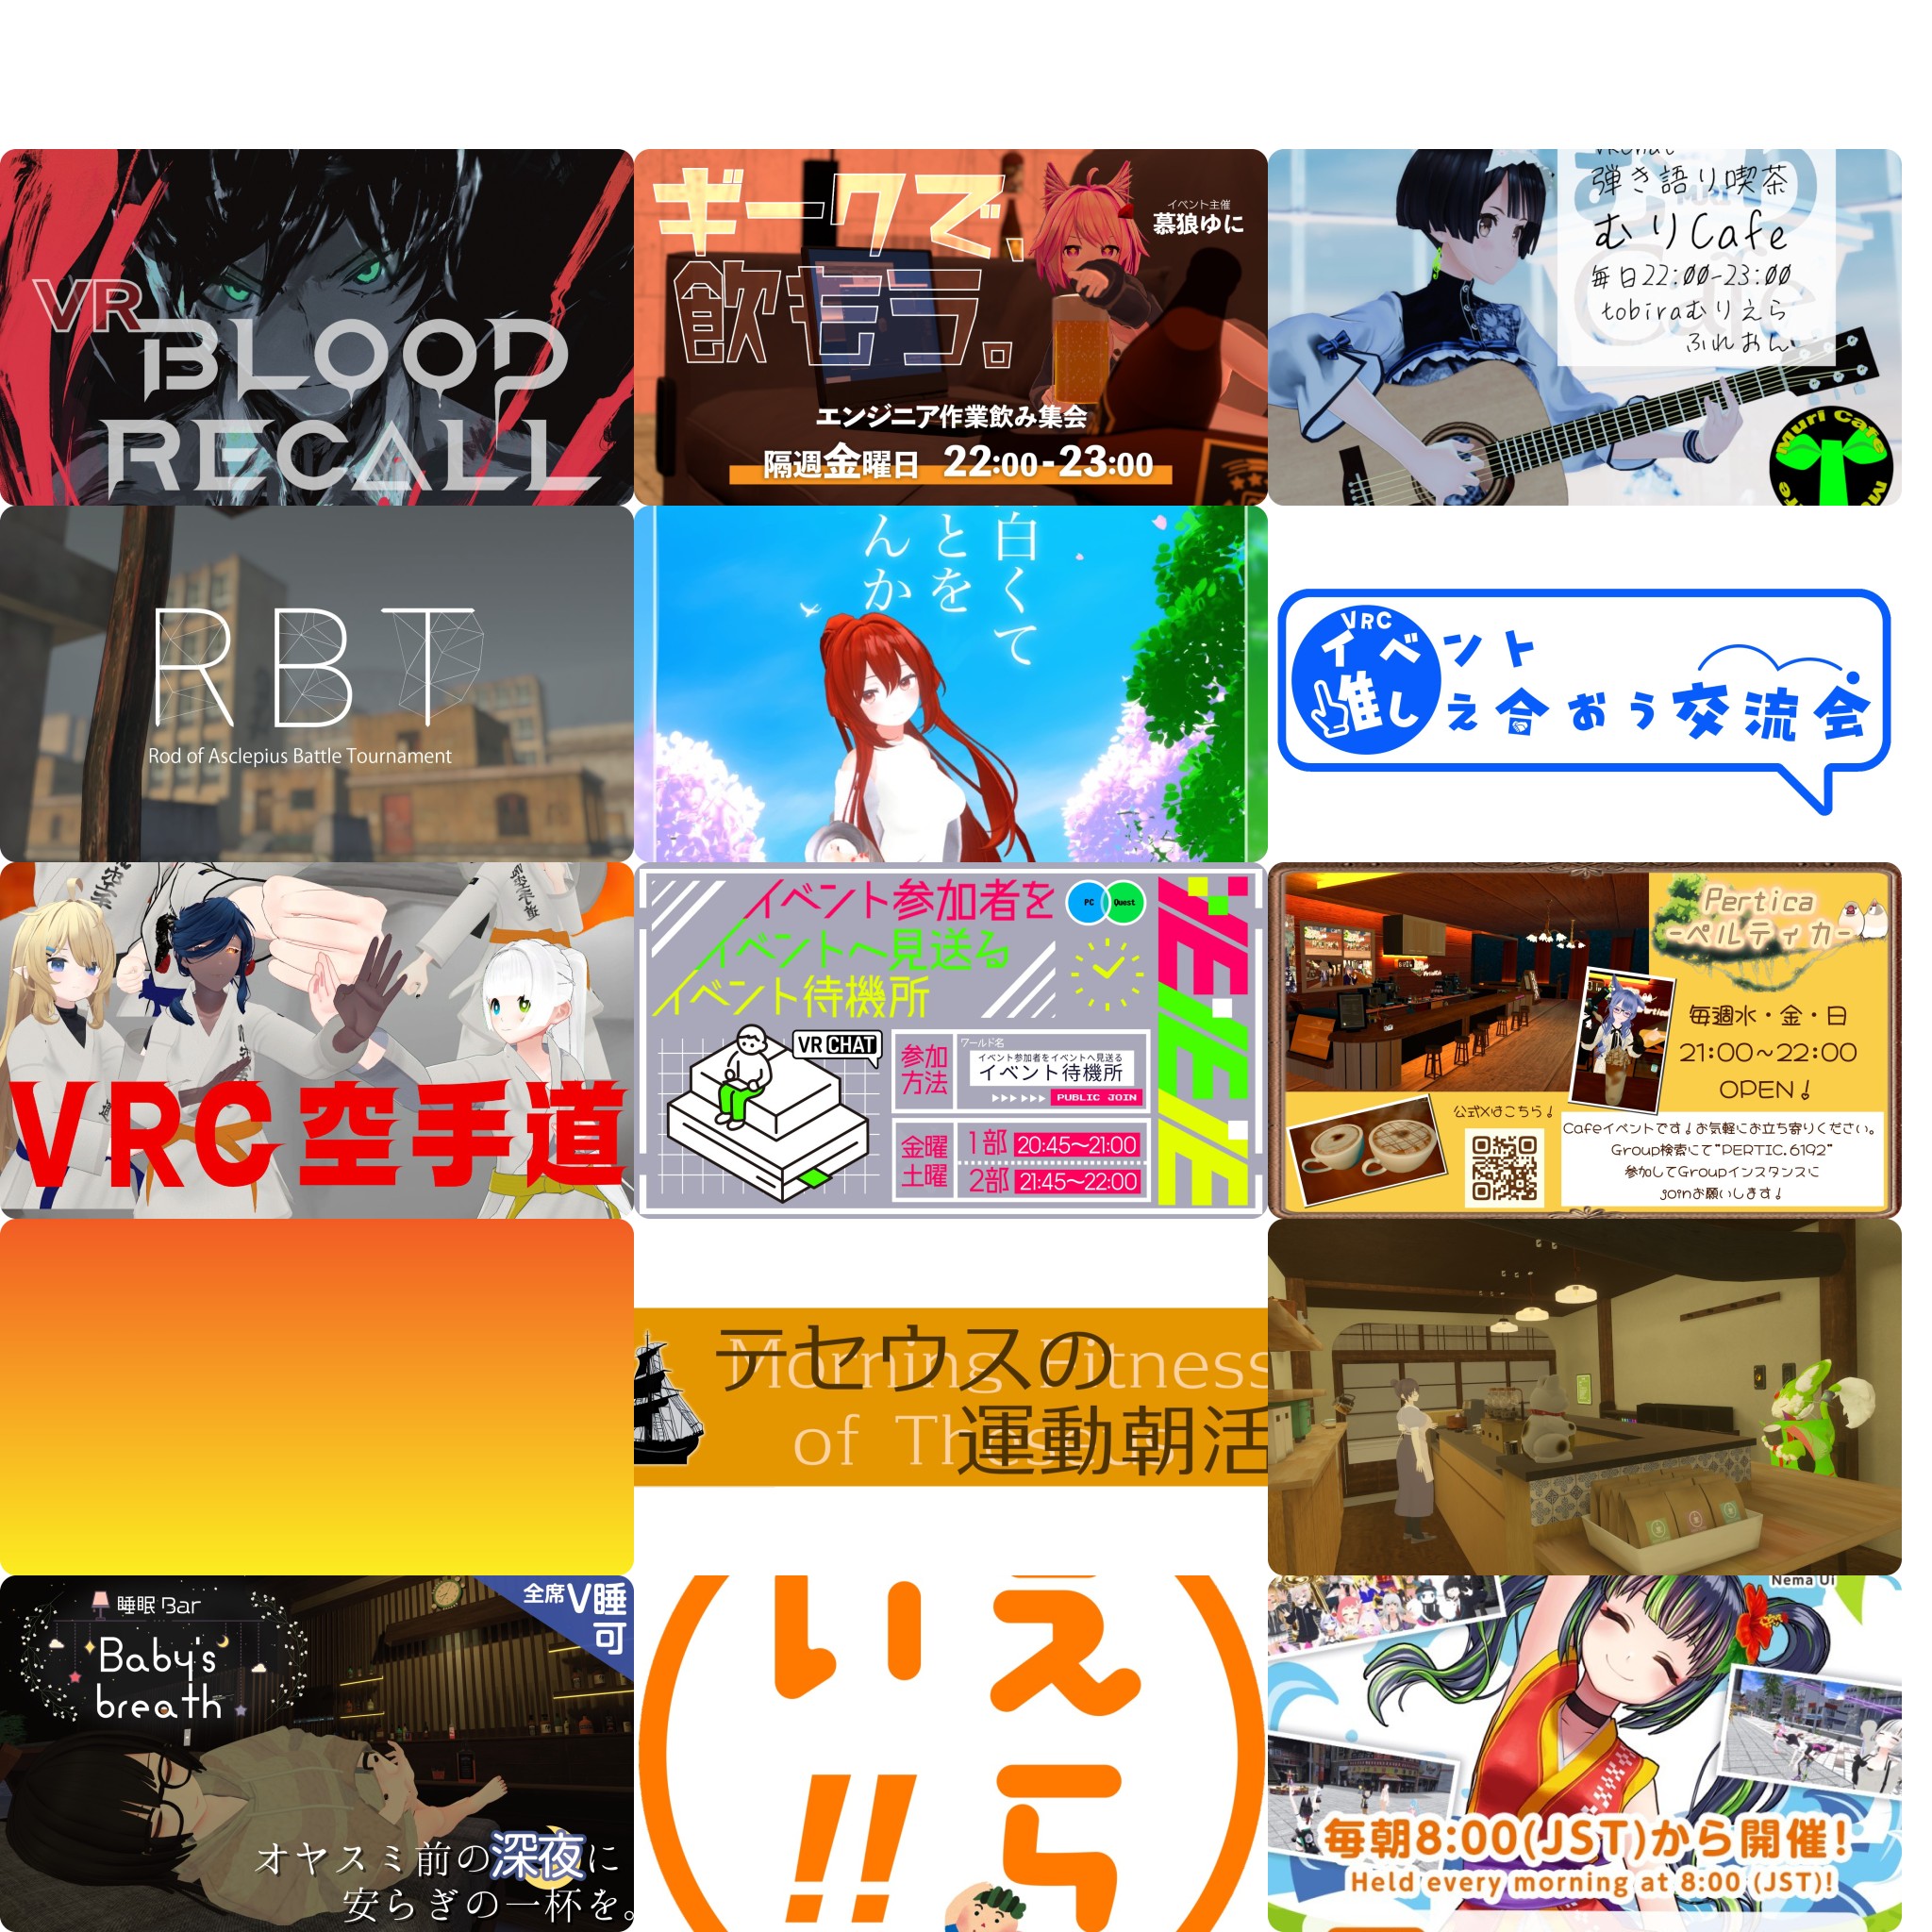 VR
BLOOD
RECALL
ギークで、
飲もう。
イベント主催
慕狼ゆに
エンジニア作業飲み集会
隔週金曜日 22:00-23:00
弾き語り喫茶
むりCafe
毎日22:00-23:00
tobiraむりえら
ふれおん
Muri Cafe
RBT
Rod of Asclepius Battle Tournament
白くて
とを
んか
VRC
イベント
推しえ合おう交流会
VRC空手道
イベント参加者を
イベントへ見送る
イベント待機所
PC
Quest
VRCHAT
参加方法
ワールド名
イベント参加者をイベントへ見送る
イベント待機所
PUBLIC JOIN
金曜
土曜
1部 20:45~21:00
2部 21:45~22:00
Pertica
-ペルティカ-
毎週水・金・日
21:00~22:00
OPEN!
公式Xはこちら!
Cafeイベントです!お気軽にお立ち寄りください。
Group検索にて"PERTIC.6192"
参加してGroupインスタンスに
joinお願いします!
Morning Fitness
of Theseus
テセウスの
運動朝活
睡眠Bar
Baby's
breath
全席V睡
可
オヤスミ前の深夜に
安らぎの一杯を。
えら
い!!
Nema Ui
毎朝8:00(JST)から開催!
Held every morning at 8:00 (JST)!